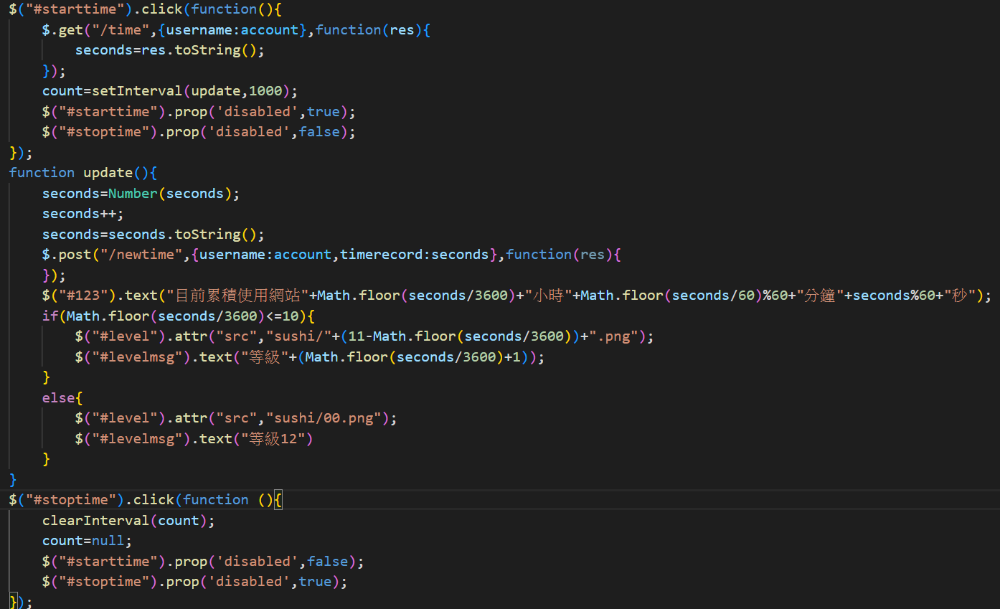 $("#starttime").click(function(){
    $.get("/time",{username:account},function(res){
        seconds=res.toString();
    });
    count=setInterval(update,1000);
    $("#starttime").prop('disabled',true);
    $("#stoptime").prop('disabled',false);
});
function update(){
    seconds=Number(seconds);
    seconds++;
    seconds=seconds.toString();
    $.post("/newtime",{username:account,timerecord:seconds},function(res){
    });
    $("#123").text("目前累積使用網站"+Math.floor(seconds/3600)+"小時"+Math.floor(seconds/60)%60+"分鐘"+seconds%60+"秒");
    if(Math.floor(seconds/3600)<=10){
        $("#level").attr("src","sushi/"+(11-Math.floor(seconds/3600))+".png");
        $("#levelmsg").text("等級"+(Math.floor(seconds/3600)+1));
    }
    else{
        $("#level").attr("src","sushi/00.png");
        $("#levelmsg").text("等級12")
    }
}
$("#stoptime").click(function (){
    clearInterval(count);
    count=null;
    $("#starttime").prop('disabled',false);
    $("#stoptime").prop('disabled',true);
});